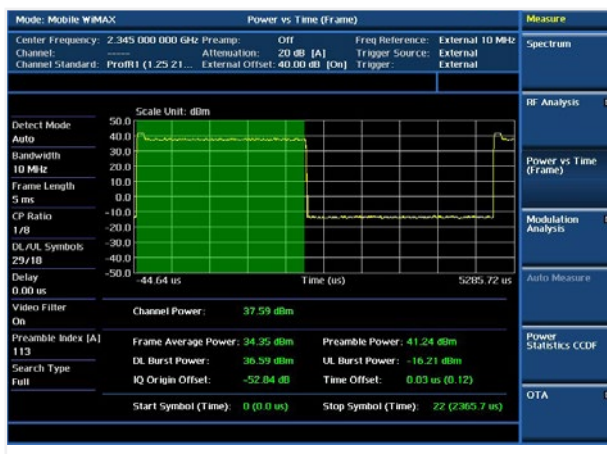 Mode: Mobile WiMAX Power vs Time (Frame) Measure
Center Frequency: 2.345 000 000 GHz Preamp: Off Freq Reference: External 10 MHz
Channel: ----- Attenuation: 20 dB [A] Trigger Source: External
Channel Standard: ProfR1 (1.25 21... External Offset: 40.00 dB [On] Trigger: External
Spectrum
RF Analysis
Power vs Time
(Frame)
Modulation
Analysis
Auto Measure
Power
Statistics CCDF
OTA
Detect Mode
Auto
Bandwidth
10 MHz
Frame Length
5 ms
CP Ratio
1/8
DL/UL Symbols
29/18
Delay
0.00 us
Video Filter
On
Preamble Index [A]
113
Search Type
Full
Scale Unit: dBm
50.0
40.0
30.0
20.0
10.0
0.0
-10.0
-20.0
-30.0
-40.0
-50.0
-44.64 us Time (us) 5285.72 us
Channel Power: 37.59 dBm
Frame Average Power: 34.35 dBm Preamble Power: 41.24 dBm
DL Burst Power: 36.59 dBm UL Burst Power: -16.21 dBm
IQ Origin Offset: -52.84 dB Time Offset: 0.03 us (0.12)
Start Symbol (Time): 0 (0.0 us) Stop Symbol (Time): 22 (2365.7 us)